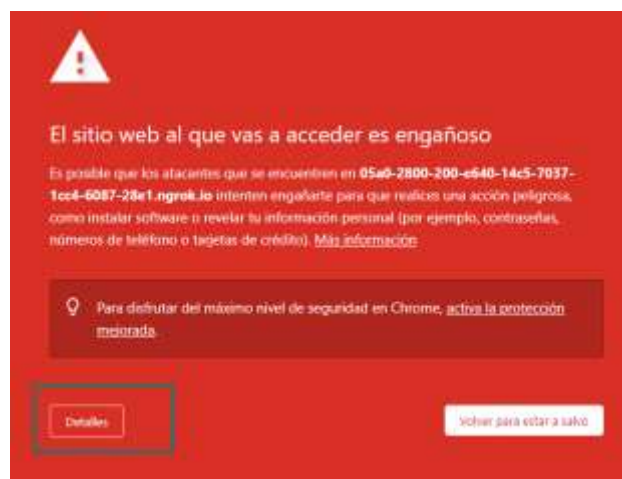 El sitio web al que vas a acceder es engañoso
Es posible que los atacantes que se encuentren en 05a0-2800-200-e640-14c5-7037-
1cc4-6087-28e1.ngrok.io intenten engañarte para que realices una acción peligrosa,
como instalar software o revelar tu información personal (por ejemplo, contraseñas,
números de teléfono o tarjetas de crédito). Más información
Para disfrutar del máximo nivel de seguridad en Chrome, activa la protección
mejorada.
Detalles
Volver para estar a salvo